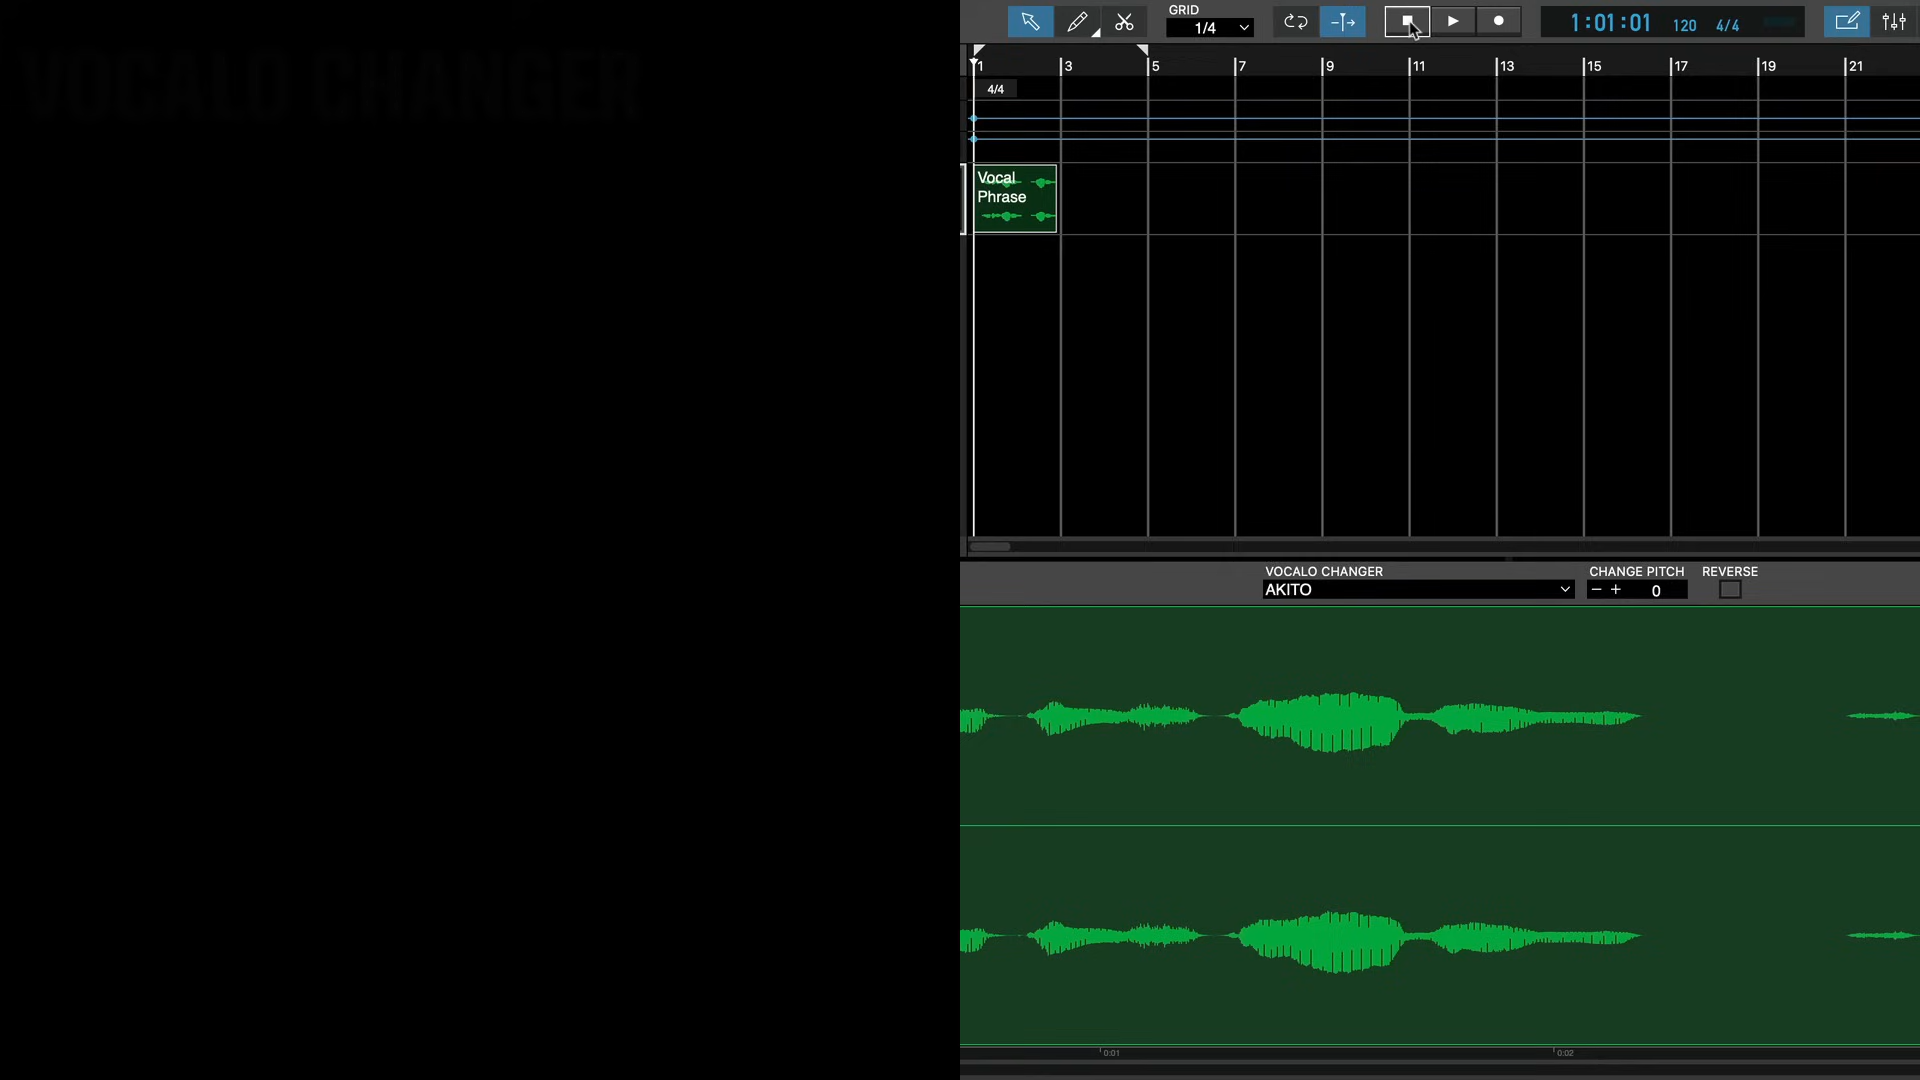 VOCALO CHANGER
GRID
1/4
1:01:01 120 4/4
1 3 5 7 9 11 13 15 17 19 21
4/4
Vocal
Phrase
VOCALO CHANGER CHANGE PITCH REVERSE
AKITO − + 0
0:01 0:02